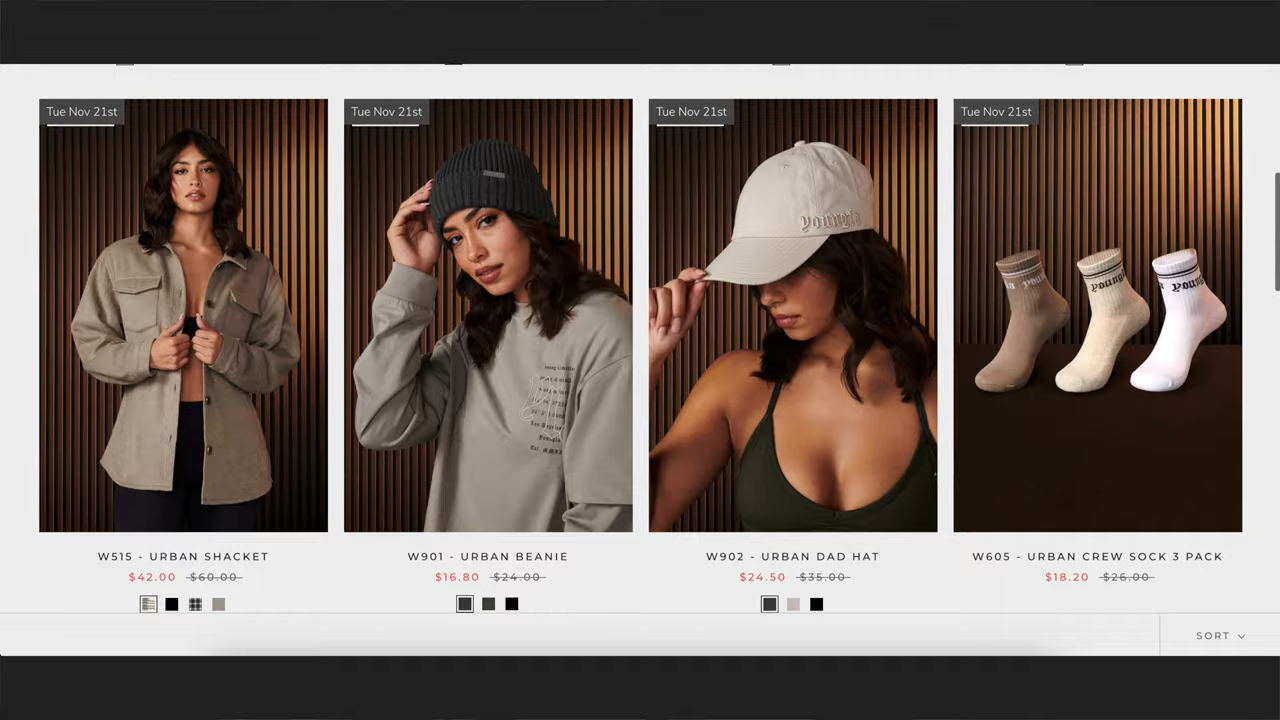 Tue Nov 21st
Tue Nov 21st
Tue Nov 21st
Tue Nov 21st
youngla
Youngla
W515 - URBAN SHACKET
W901 - URBAN BEANIE
W902 - URBAN DAD HAT
W605 - URBAN CREW SOCK 3 PACK
$42.00 $60.00
$16.80 $24.00
$24.50 $35.00
$18.20 $26.00
SORT